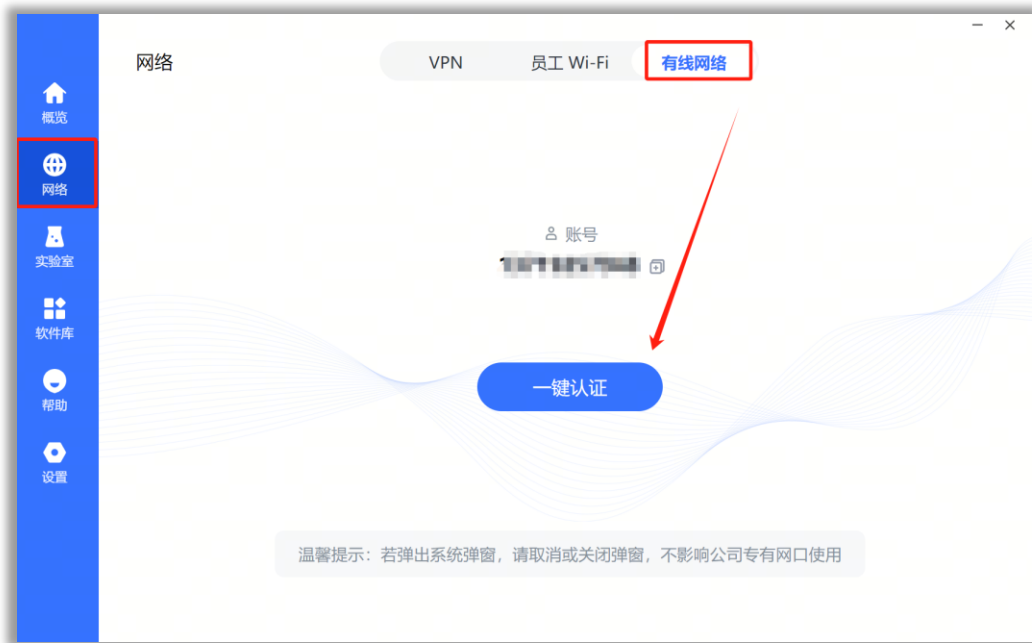 网络
VPN
员工 Wi-Fi
有线网络
概览
网络
实验室
软件库
帮助
设置
账号
一键认证
温馨提示：若弹出系统弹窗，请取消或关闭弹窗，不影响公司专有网口使用